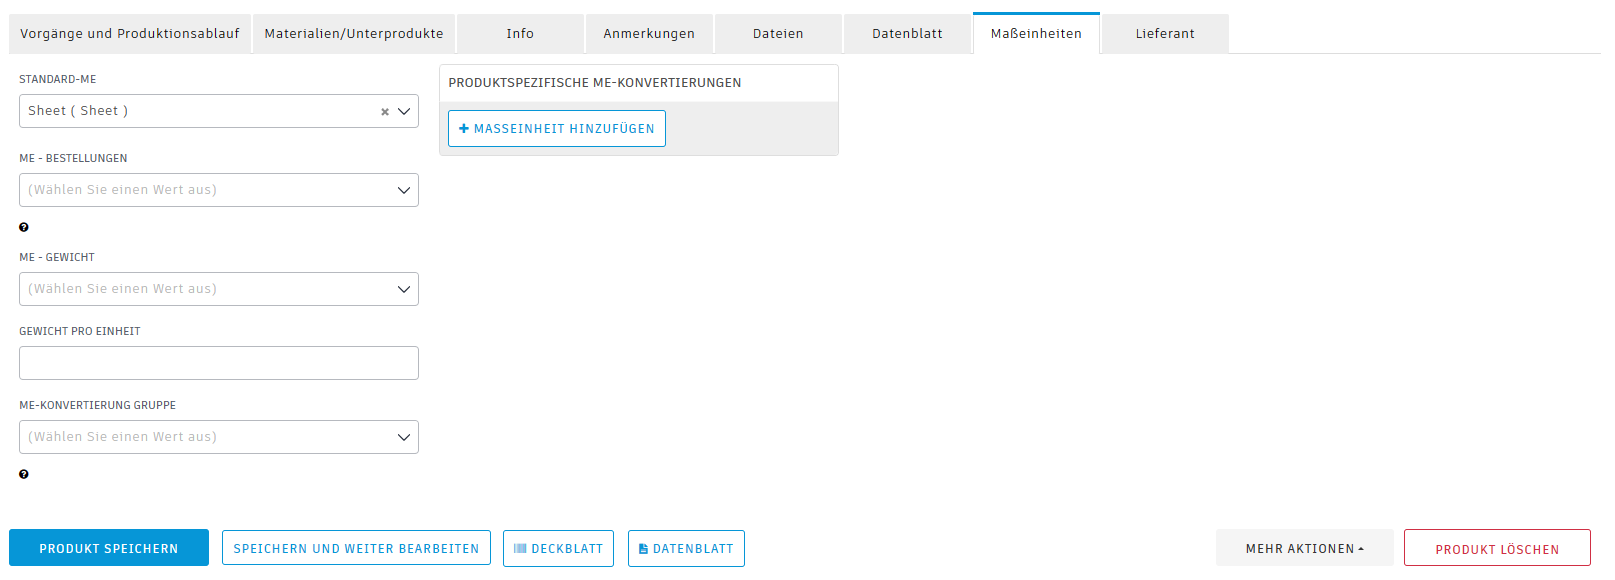 Vorgänge und Produktionsablauf
Materialien/Unterprodukte
Info
Anmerkungen
Dateien
Datenblatt
Maßeinheiten
Lieferant
STANDARD-ME
Sheet ( Sheet )
ME - BESTELLUNGEN
(Wählen Sie einen Wert aus)
ME - GEWICHT
(Wählen Sie einen Wert aus)
GEWICHT PRO EINHEIT
ME-KONVERTIERUNG GRUPPE
(Wählen Sie einen Wert aus)
PRODUKTSPEZIFISCHE ME-KONVERTIERUNGEN
MASSEINHEIT HINZUFÜGEN
PRODUKT SPEICHERN
SPEICHERN UND WEITER BEARBEITEN
DECKBLATT
DATENBLATT
MEHR AKTIONEN
PRODUKT LÖSCHEN